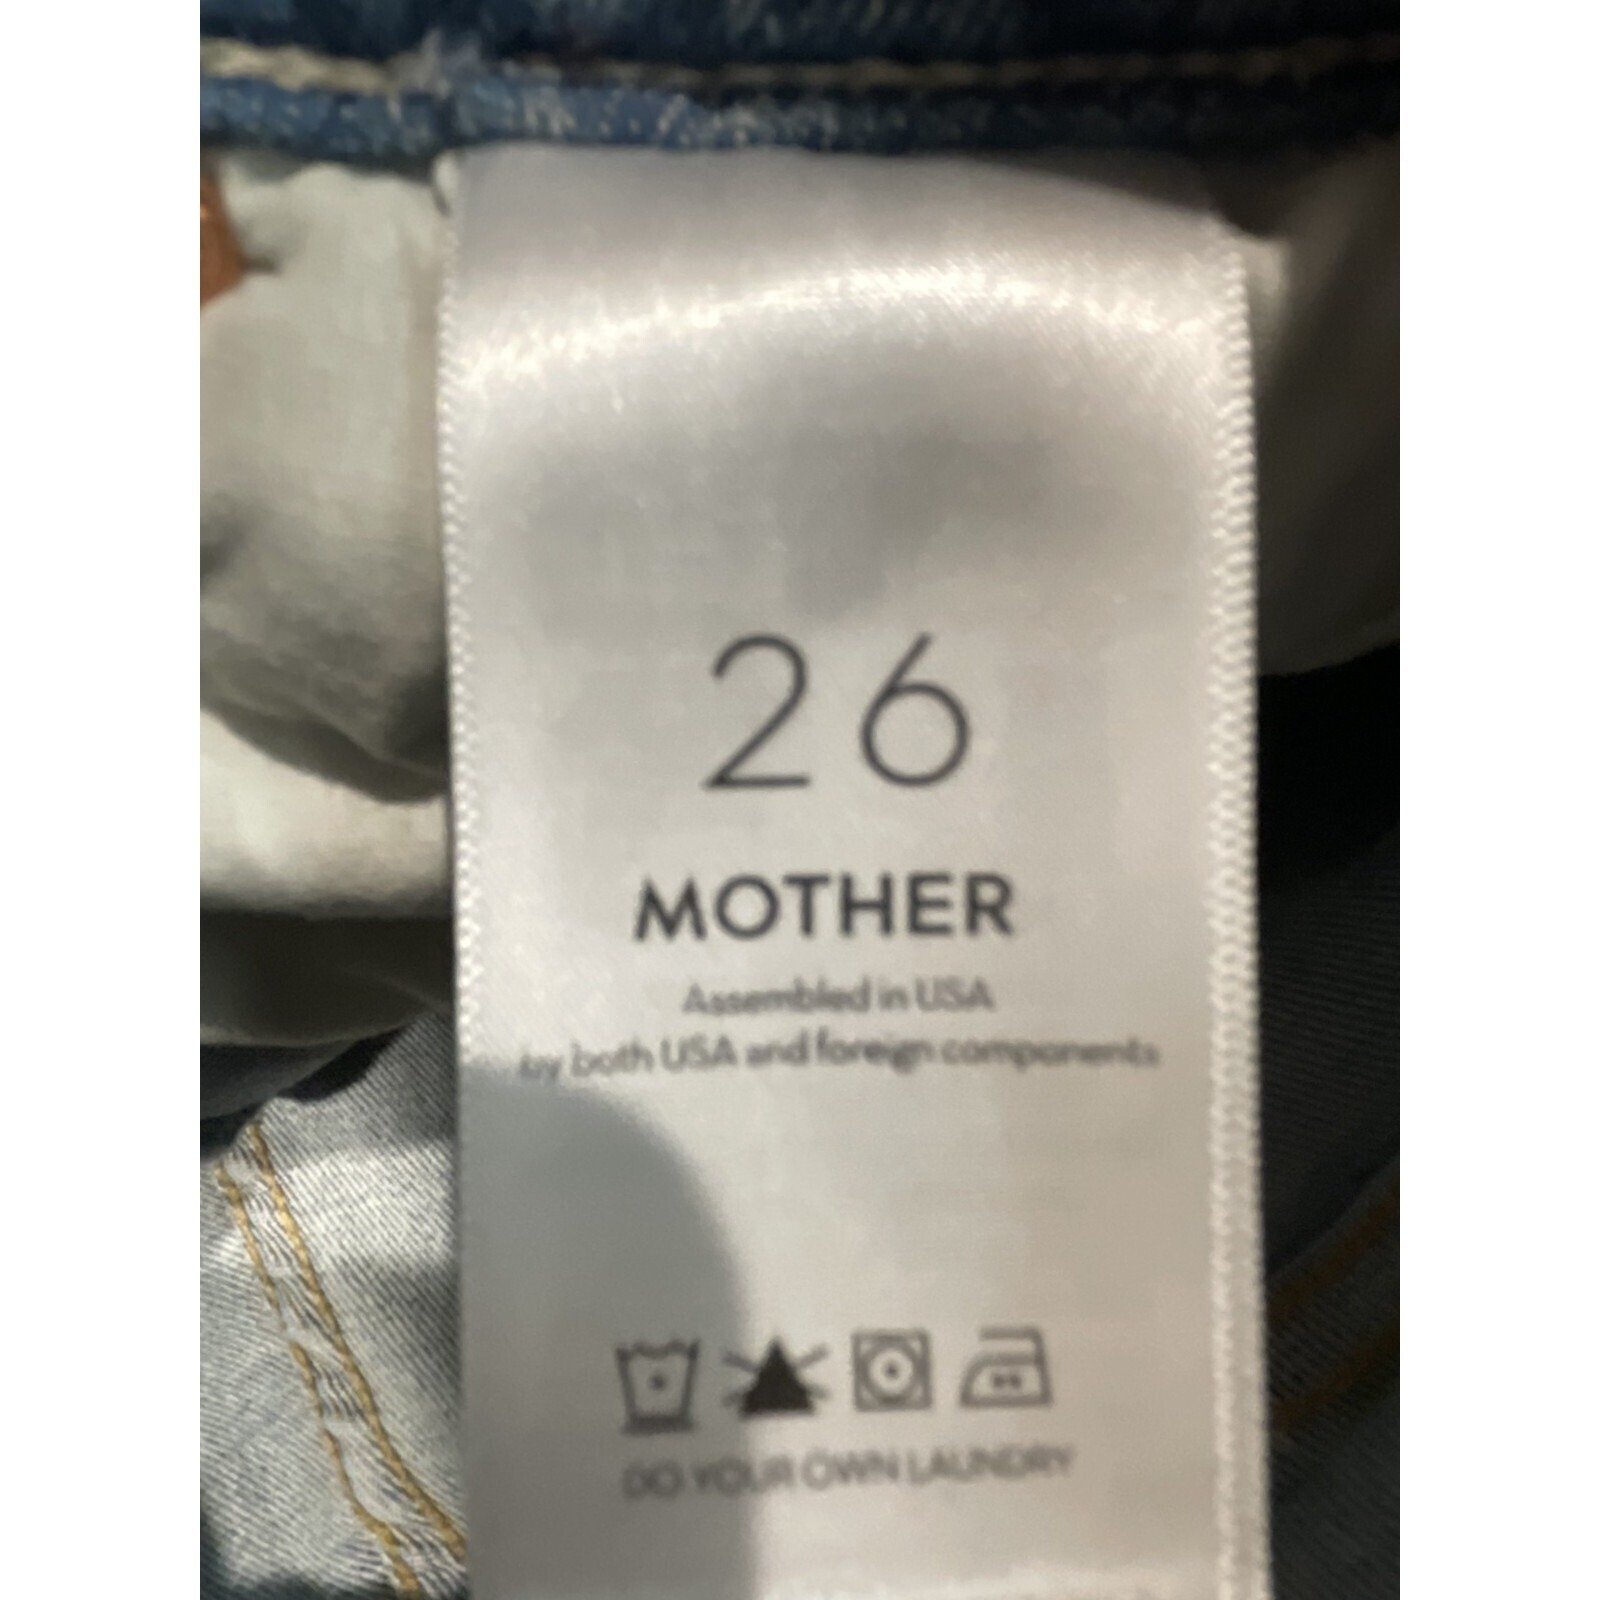 26
MOTHER
Assembled in USA
by both USA and foreign components
DO YOUR OWN LAUNDRY